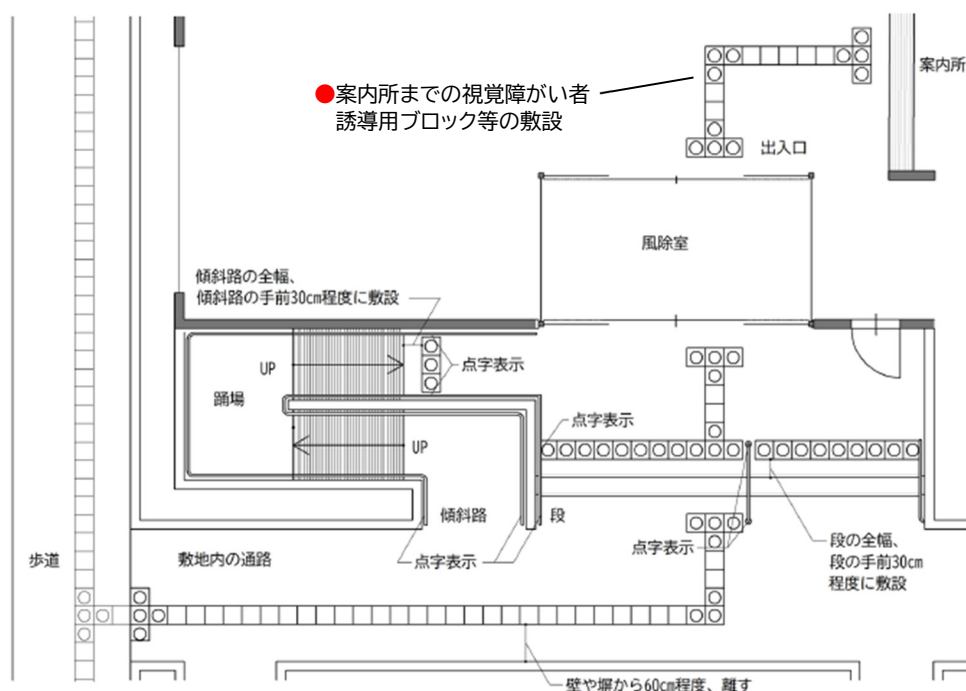 案内所
●案内所までの視覚障がい者
誘導用ブロック等の敷設
出入口
風除室
傾斜路の全幅、
傾斜路の手前30cm程度に敷設
UP
点字表示
踊場
点字表示
UP
傾斜路
段
点字表示
点字表示
段の全幅、
段の手前30cm
程度に敷設
歩道
敷地内の通路
壁や塀から60cm程度、離す